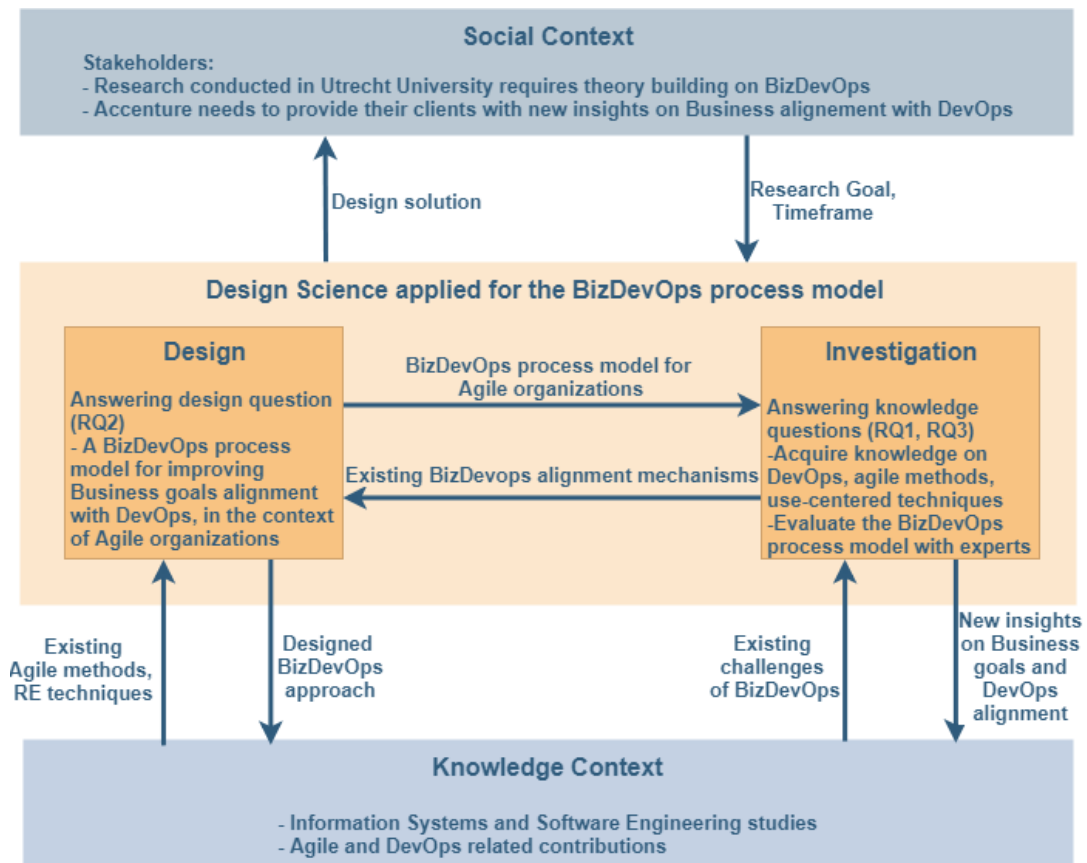 Social Context
Stakeholders:
- Research conducted in Utrecht University requires theory building on BizDevOps
- Accenture needs to provide their clients with new insights on Business alignement with DevOps
Design solution
Research Goal,
Timeframe
Design Science applied for the BizDevOps process model
Design
Answering design question
(RQ2)
- A BizDevOps process
model for improving
Business goals alignment
with DevOps, in the context
of Agile organizations
BizDevOps process model for
Agile organizations
Existing BizDevops alignment mechanisms
Investigation
Answering knowledge
questions (RQ1, RQ3)
-Acquire knowledge on
DevOps, agile methods,
use-centered techniques
-Evaluate the BizDevOps
process model with experts
Existing
Agile methods,
RE techniques
Designed
BizDevOps
approach
Existing
challenges
of BizDevOps
New insights
on Business
goals and
DevOps
alignment
Knowledge Context
- Information Systems and Software Engineering studies
- Agile and DevOps related contributions